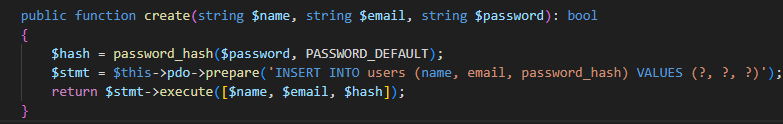 public function create(string $name, string $email, string $password): bool
{
    $hash = password_hash($password, PASSWORD_DEFAULT);
    $stmt = $this->pdo->prepare('INSERT INTO users (name, email, password_hash) VALUES (?, ?, ?)');
    return $stmt->execute([$name, $email, $hash]);
}